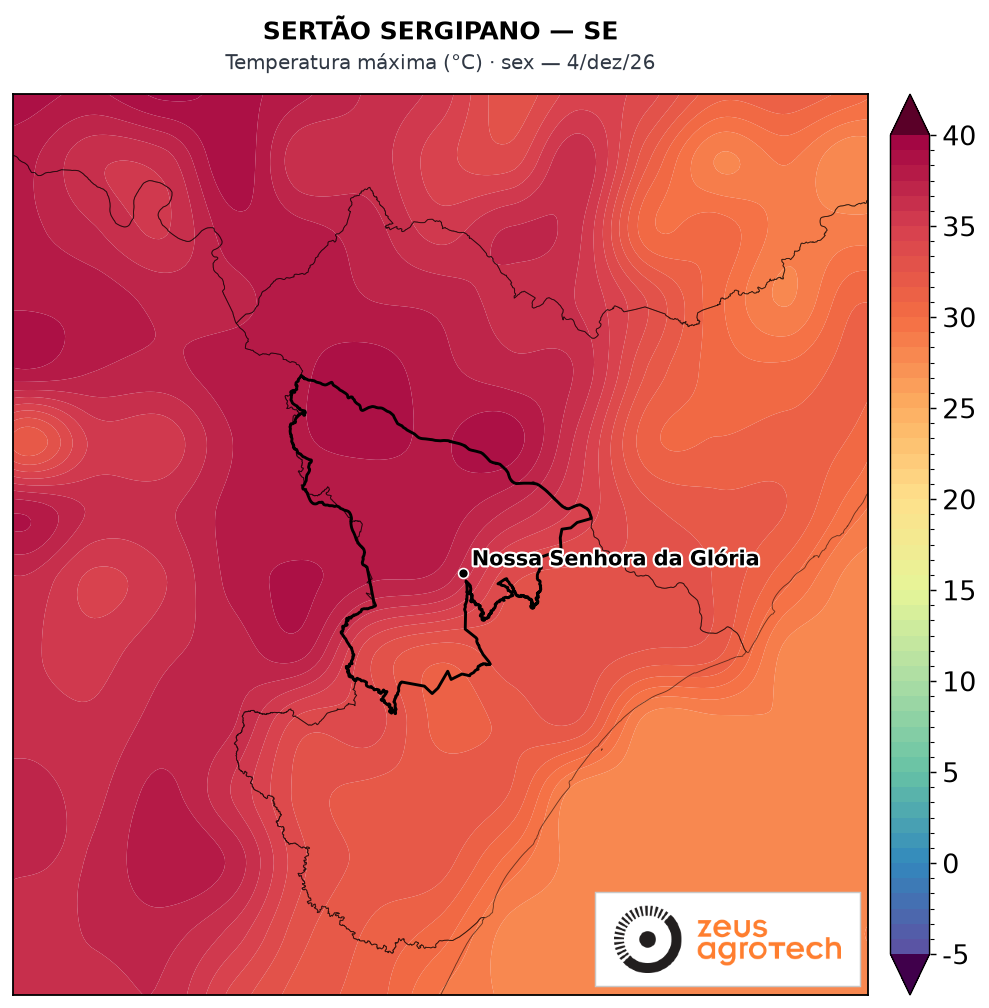 SERTÃO SERGIPANO — SE
Temperatura máxima (°C) · sex — 4/dez/26
40
35
30
25
20
15
10
5
0
-5
Nossa Senhora da Glória
zeus
agrotech